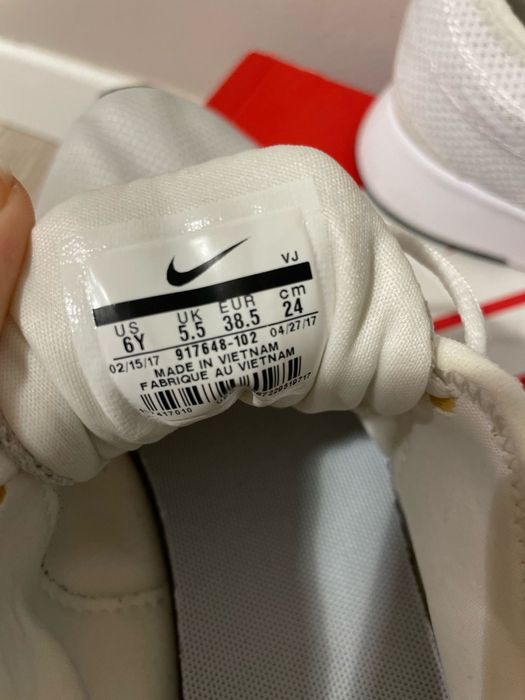 VJ
US UK EUR cm
6Y 5.5 38.5 24
02/15/17 917648-102 04/27/17
MADE IN VIETNAM
FABRIQUE AU VIETNAM